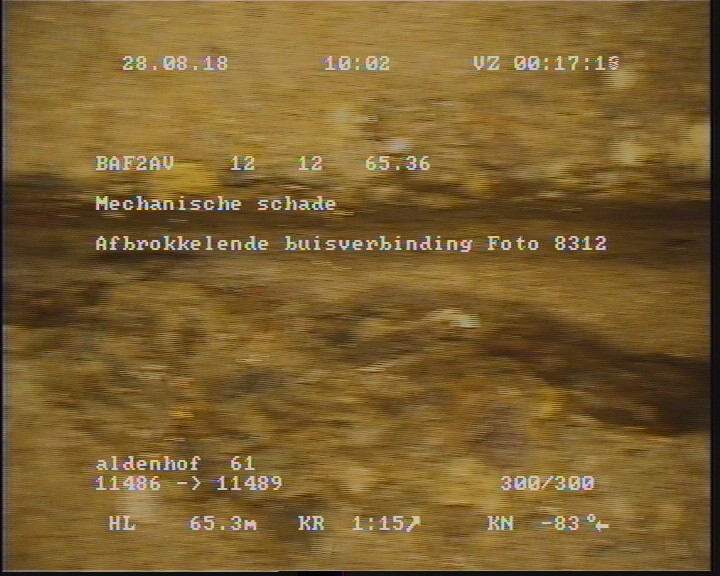 28.08.18 10:02 VZ 00:17:18
BAF2AV 12 12 65.36
Mechanische schade
Afbrokkelende buisverbinding Foto 8312
aldenhof 61
11486 -> 11489 300/300
HL 65.3m KR 1:15↗ KN -83°←